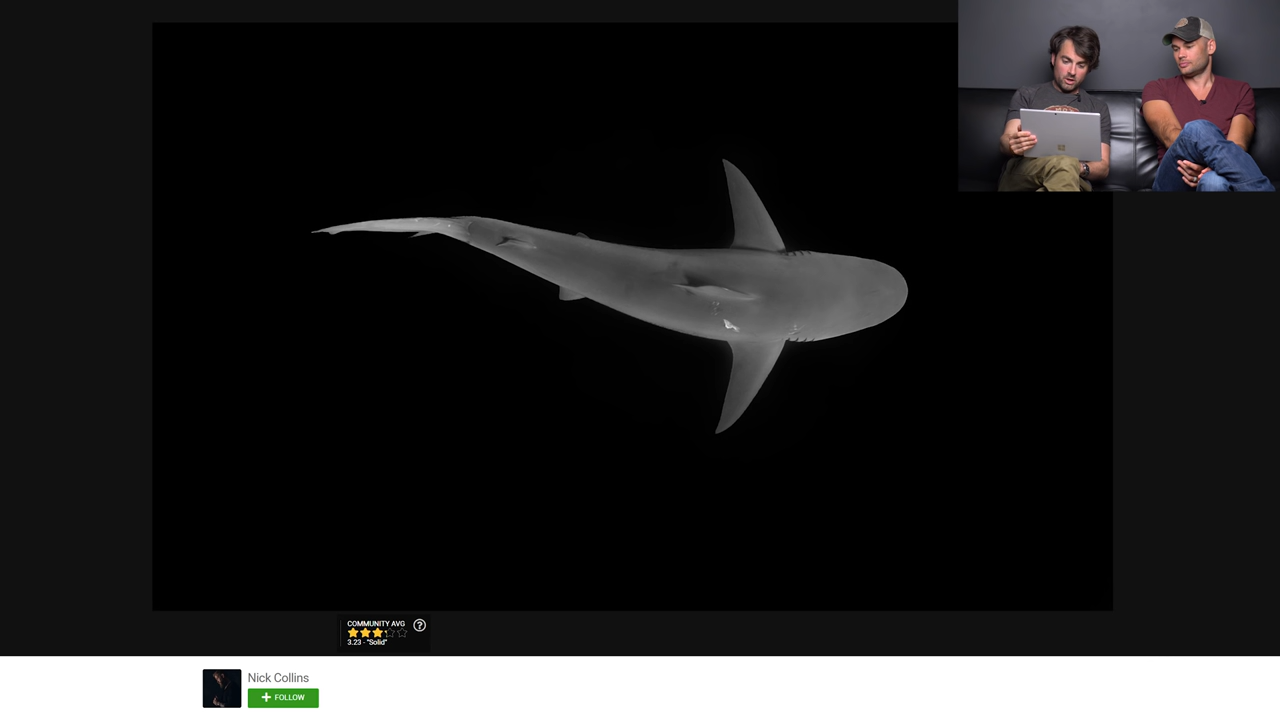 COMMUNITY AVG
3.23 - "Solid"
?
Nick Collins
+ FOLLOW